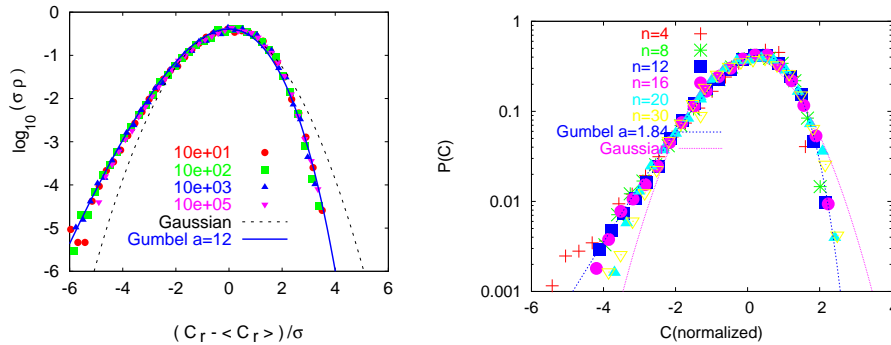 0
-1
-2
-3
-4
-5
-6
-6
-4
-2
0
2
4
6
log10 (σ ρ)
( Cr - < Cr > ) / σ
10e+01
10e+02
10e+03
10e+05
Gaussian
Gumbel a=12
1
0.1
0.01
0.001
-6
-4
-2
0
2
4
P(C)
C(normalized)
n=4
n=8
n=12
n=16
n=20
n=30
Gumbel a=1.84
Gaussian